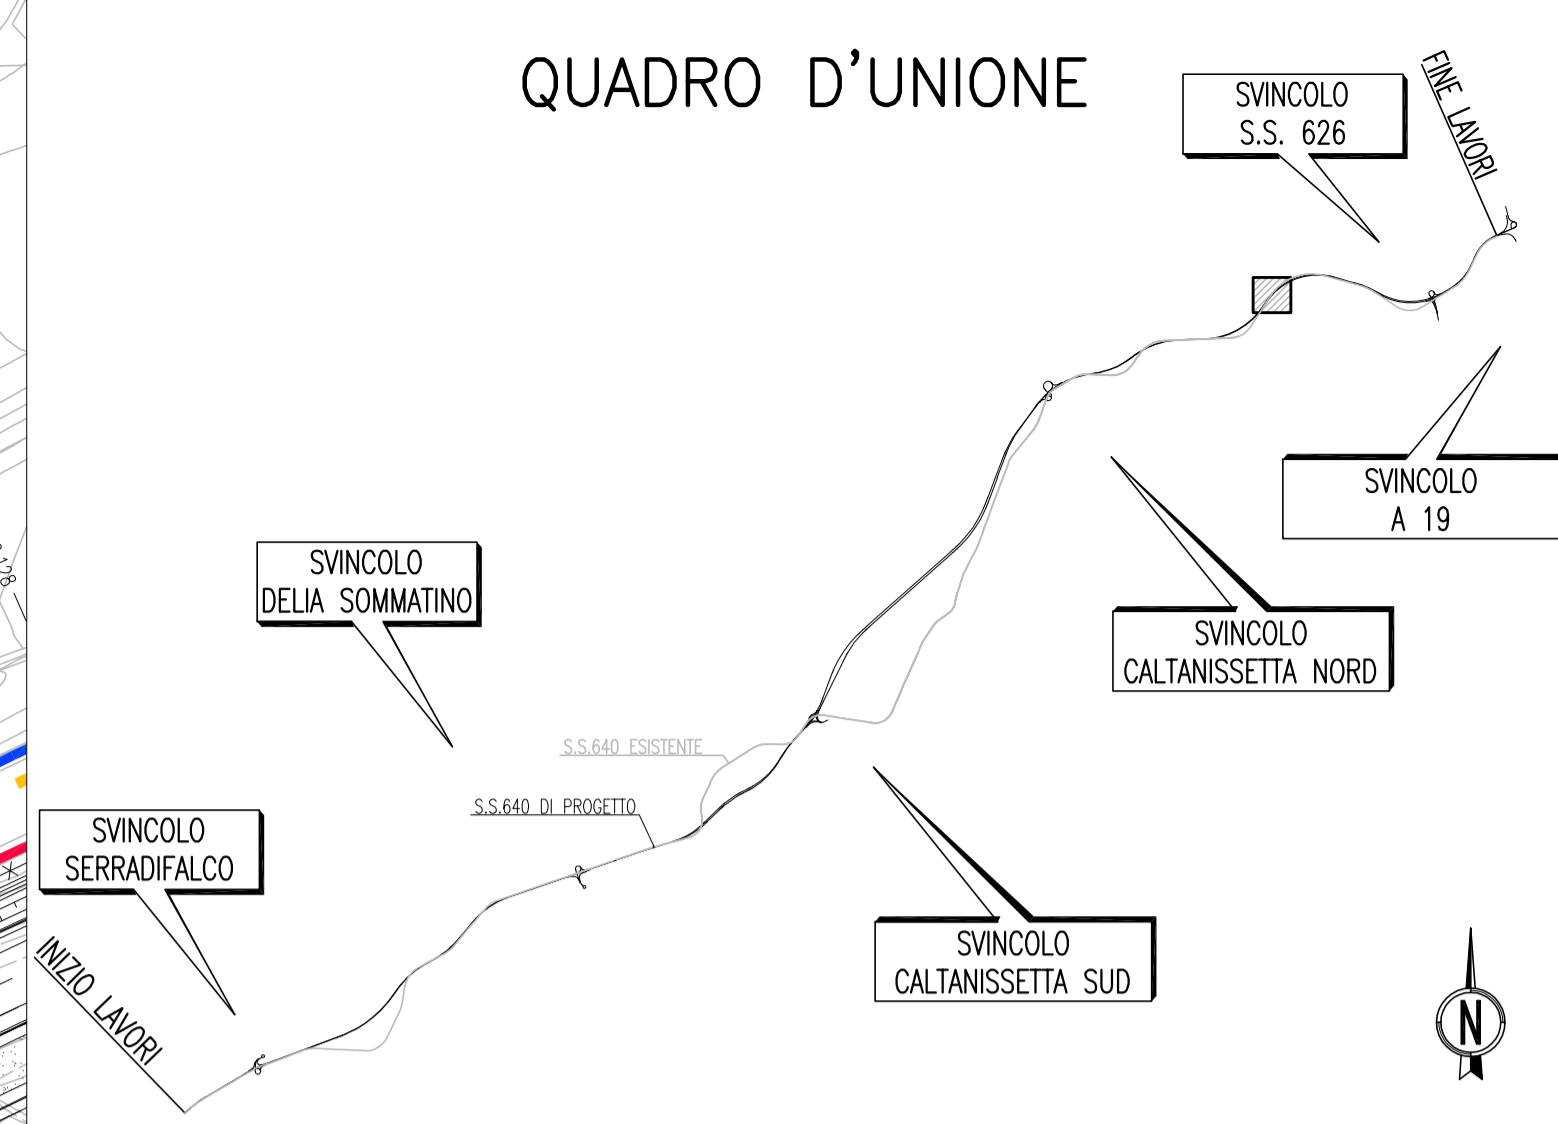 QUADRO D'UNIONE
SVINCOLO
S.S. 626
FINE LAVORI
SVINCOLO
A 19
SVINCOLO
DELIA SOMMATINO
SVINCOLO
CALTANISSETTA NORD
S.S.640 ESISTENTE
S.S.640 DI PROGETTO
SVINCOLO
SERRADIFALCO
SVINCOLO
CALTANISSETTA SUD
INIZIO LAVORI
N